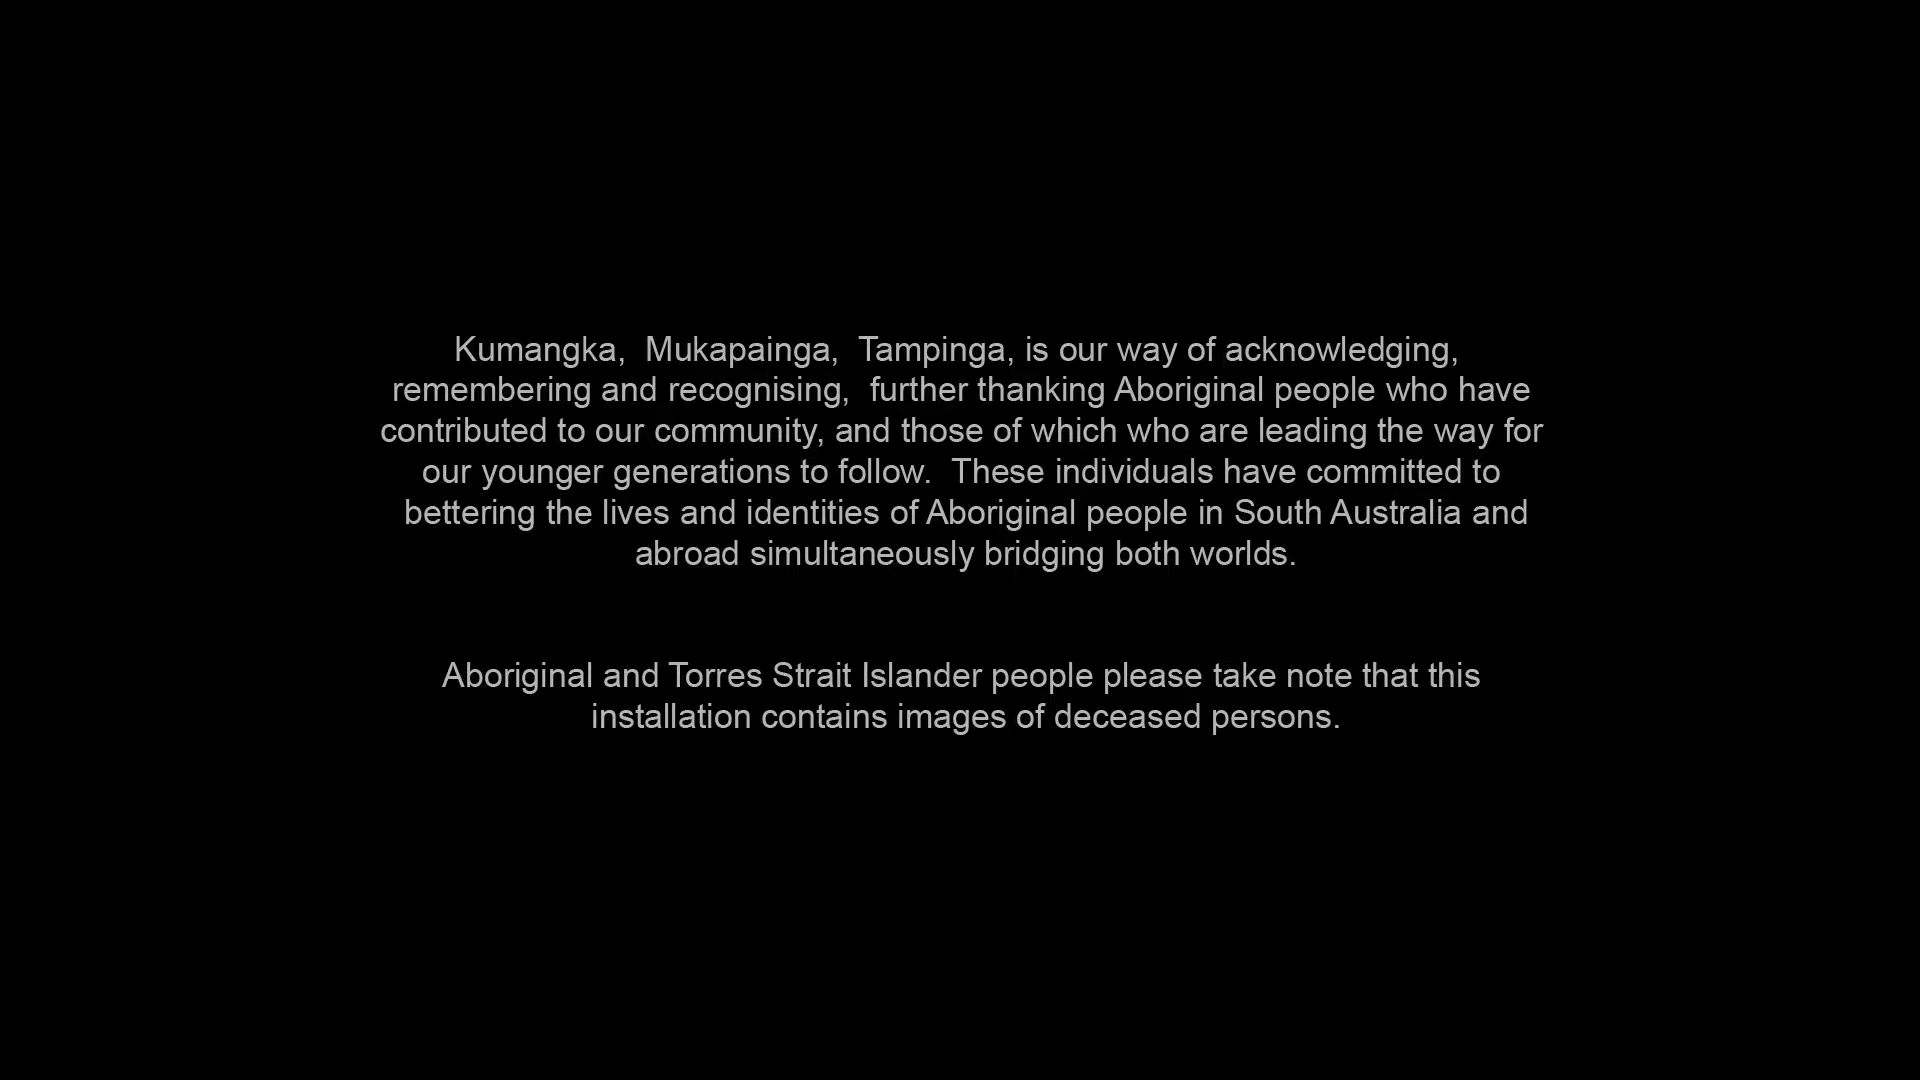 Kumangka,  Mukapainga,  Tampinga, is our way of acknowledging,
remembering and recognising,  further thanking Aboriginal people who have
contributed to our community, and those of which who are leading the way for
our younger generations to follow.  These individuals have committed to
bettering the lives and identities of Aboriginal people in South Australia and
abroad simultaneously bridging both worlds.
Aboriginal and Torres Strait Islander people please take note that this
installation contains images of deceased persons.